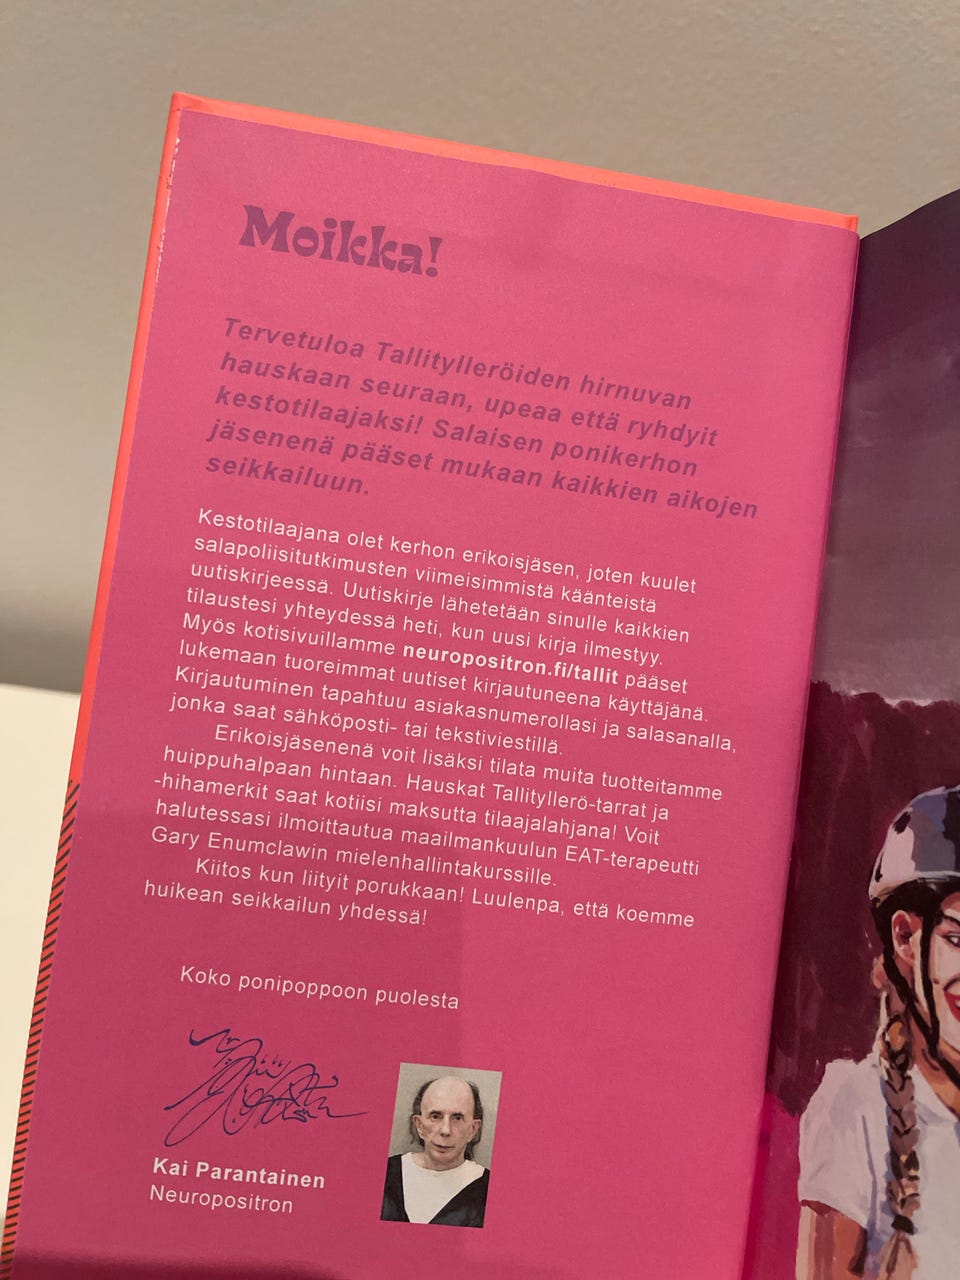 Moikka!
Tervetuloa Tallitylleröiden hirnuvan
hauskaan seuraan, upeaa että ryhdyit
kestotilaajaksi! Salaisen ponikerhon
jäsenenä pääset mukaan kaikkien aikojen
seikkailuun.
Kestotilaajana olet kerhon erikoisjäsen, joten kuulet
salapoliisitutkimusten viimeisimmistä käänteistä
uutiskirjeessä. Uutiskirje lähetetään sinulle kaikkien
tilaustesi yhteydessä heti, kun uusi kirja ilmestyy.
Myös kotisivuillamme neuropositron.fi/tallit pääset
lukemaan tuoreimmat uutiset kirjautuneena käyttäjänä.
Kirjautuminen tapahtuu asiakasnumerollasi ja salasanalla,
jonka saat sähköposti- tai tekstiviestillä.
Erikoisjäsenenä voit lisäksi tilata muita tuotteitamme
huippuhalpaan hintaan. Hauskat Tallityllerö-tarrat ja
-hihamerkit saat kotiisi maksutta tilaajalahjana! Voit
halutessasi ilmoittautua maailmankuulun EAT-terapeutti
Gary Enumclawin mielenhallintakurssille.
Kiitos kun liityit porukkaan! Luulenpa, että koemme
huikean seikkailun yhdessä!
Koko ponipoppoon puolesta
Kai Parantainen
Neuropositron